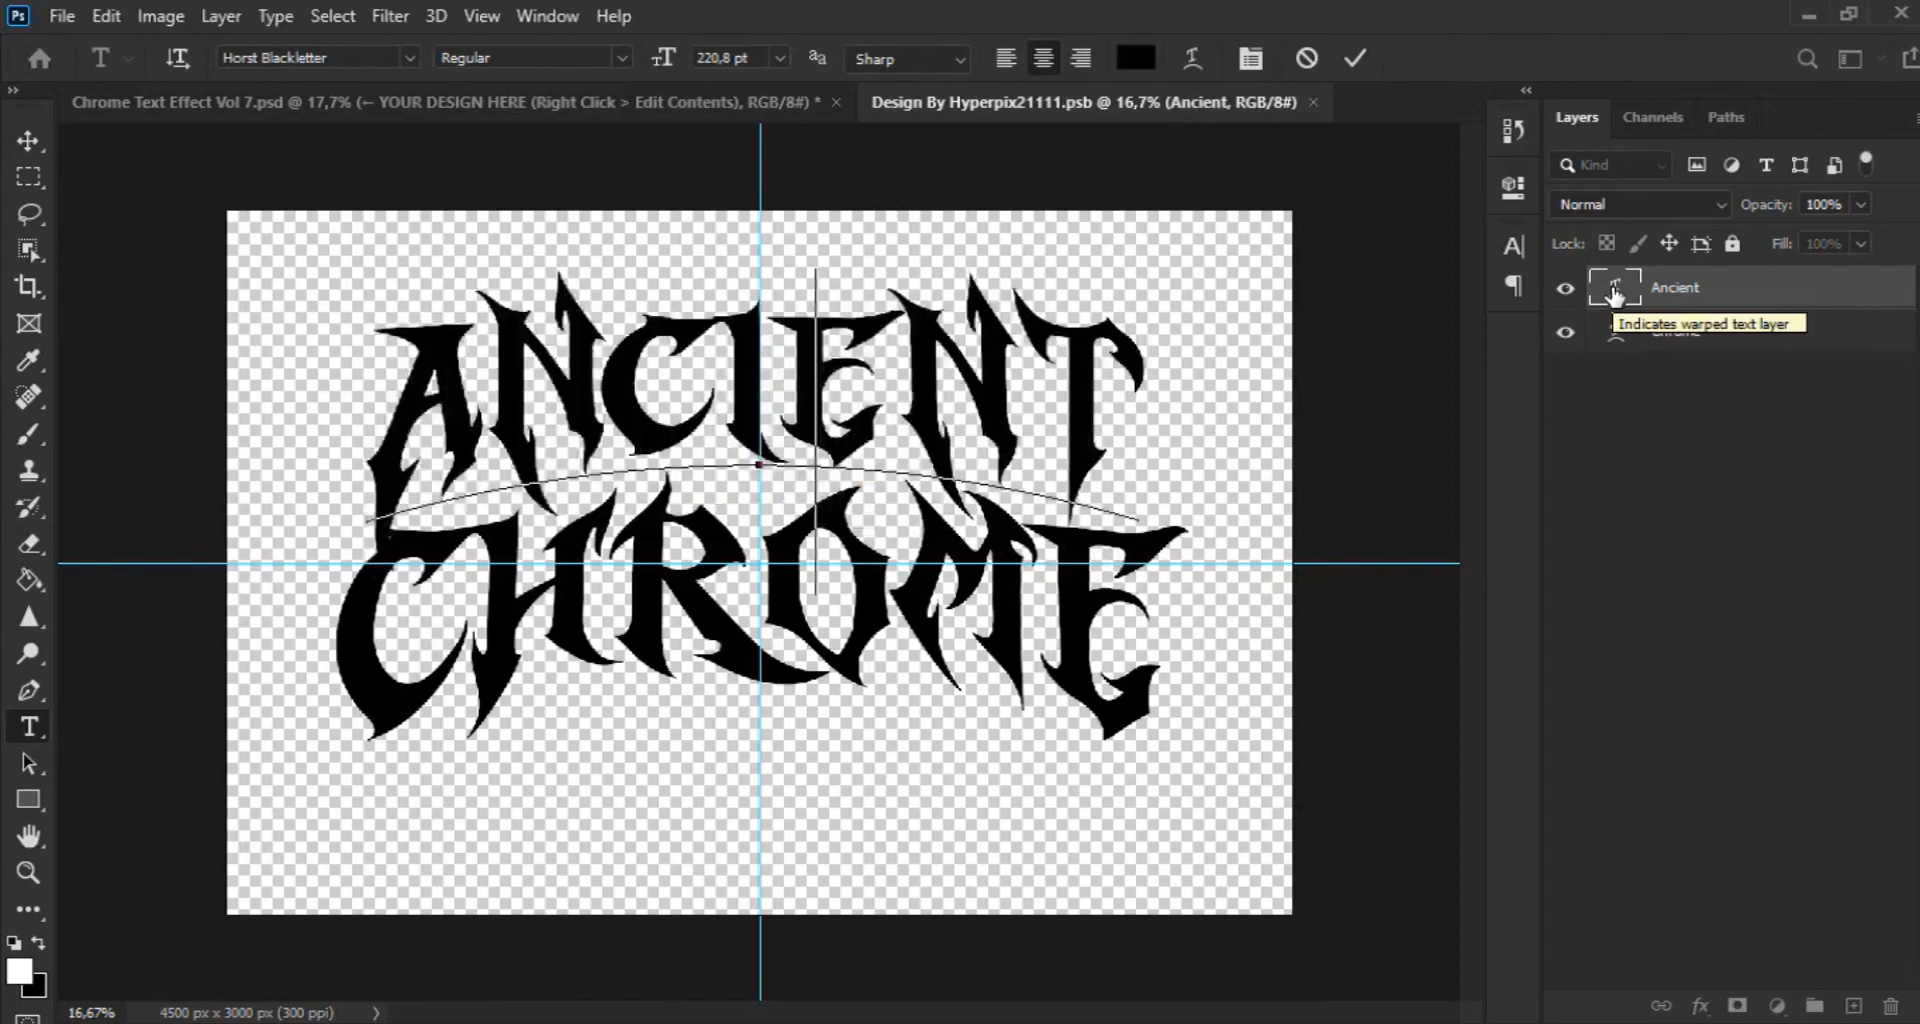 Ps File Edit Image Layer Type Select Filter 3D View Window Help
T Horst Blackletter Regular 220,8 pt aa Sharp
Chrome Text Effect Vol 7.psd @ 17,7% (← YOUR DESIGN HERE (Right Click > Edit Contents), RGB/8#) * Design By Hyperpix21111.psb @ 16,7% (Ancient, RGB/8#)
Layers Channels Paths
Kind
Normal Opacity: 100%
Lock: Fill: 100%
Ancient
Indicates warped text layer
ANCIENT
CHROME
16,67% 4500 px x 3000 px (300 ppi)